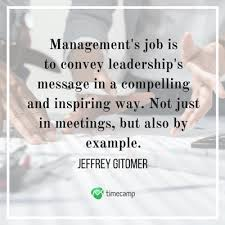 Management's job is
to convey leadership's
message in a compelling
and inspiring way. Not just
in meetings, but also by
example.
JEFFREY GITOMER
timecamp